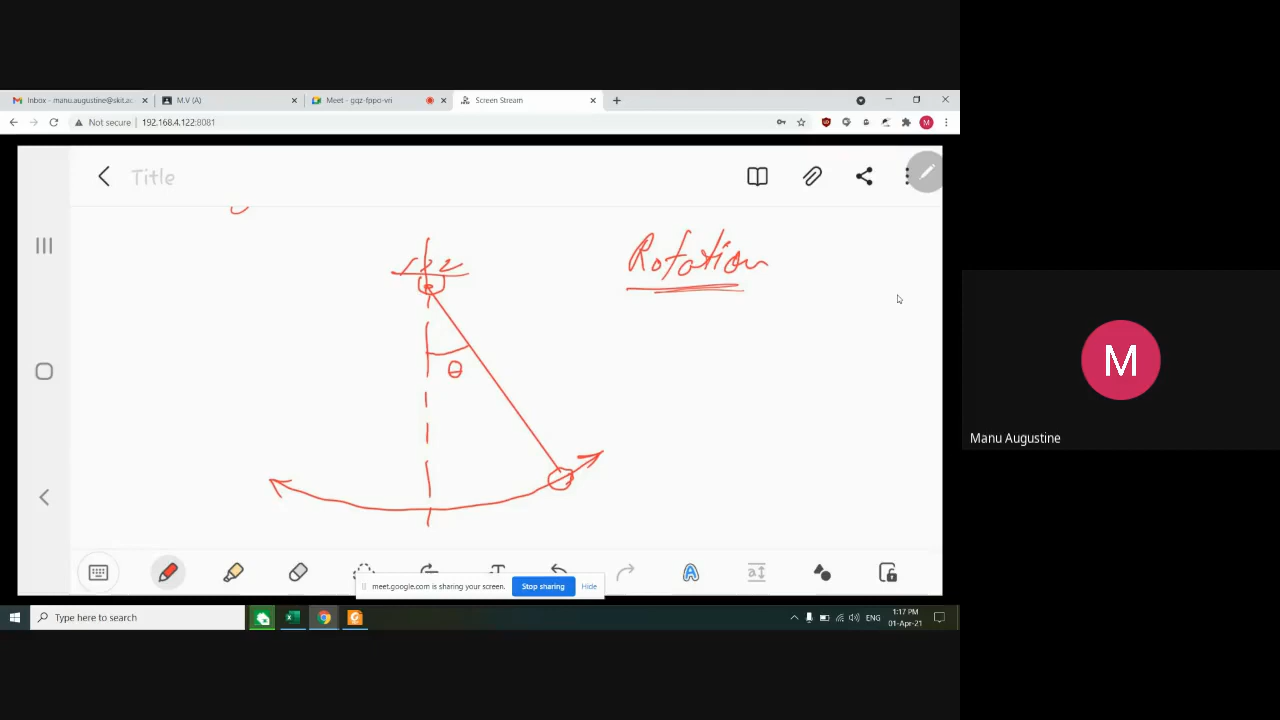 Inbox - manu.augustine@skit.ac.
M.V (A)
Meet - gqz-fppo-vri
Screen Stream
Not secure
192.168.4.122:8081
M
Title
Rotation
θ
M
Manu Augustine
T
A
meet.google.com is sharing your screen.
Stop sharing
Hide
Type here to search
ENG
1:17 PM
01-Apr-21